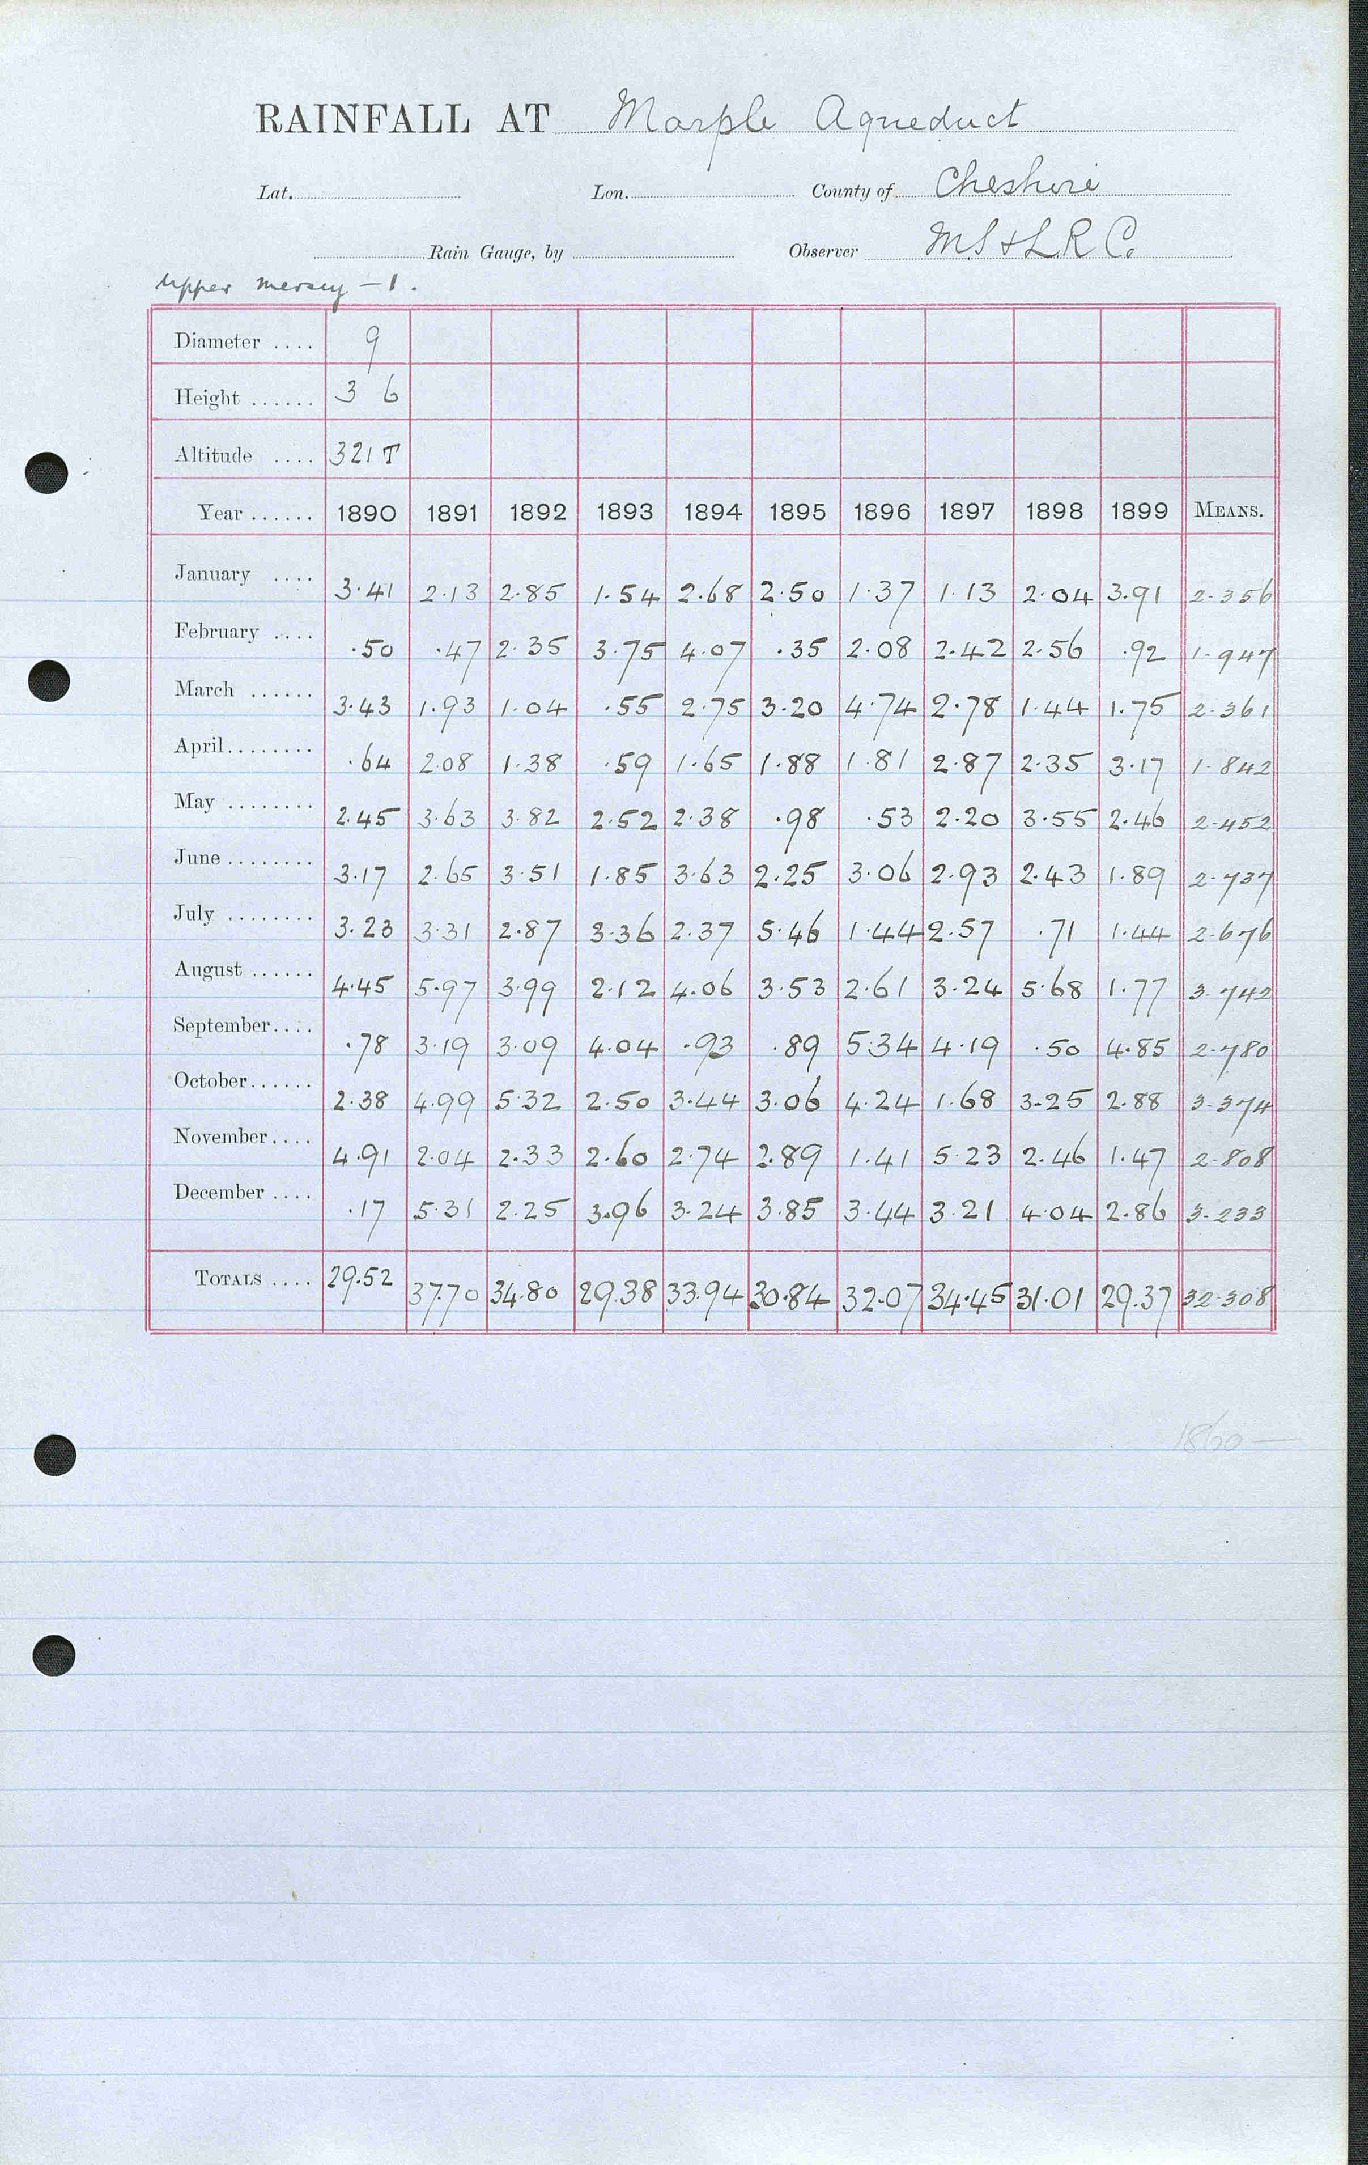 RAINFALL AT Marple Aqueduct
Lat. Lon. County of Cheshire
Rain Gauge, by Observer M.S & L.R.C.
Upper Mersey - 1.
Diameter .... 9
Height ...... 3 6
Altitude .... 321 T
Year ...... 1890 1891 1892 1893 1894 1895 1896 1897 1898 1899 MEANS.
January .... 3.41 2.13 2.85 1.54 2.68 2.50 1.37 1.13 2.04 3.91 2.356
February .... .50 .47 2.35 3.75 4.07 .35 2.08 2.42 2.56 .92 1.947
March ...... 3.43 1.93 1.04 .55 2.75 3.20 4.74 2.78 1.44 1.75 2.361
April ........ .64 2.08 1.38 .59 1.65 1.88 1.81 2.87 2.35 3.17 1.842
May ........ 2.45 3.63 3.82 2.52 2.38 .98 .53 2.20 3.55 2.46 2.452
June ........ 3.17 2.65 3.51 1.85 3.63 2.25 3.06 2.93 2.43 1.89 2.737
July ........ 3.23 3.31 2.87 3.36 2.37 5.46 1.44 2.57 .71 1.44 2.676
August ...... 4.45 5.97 3.99 2.12 4.06 3.53 2.61 3.24 5.68 1.77 3.742
September .... .78 3.19 3.09 4.04 .93 .89 5.34 4.19 .50 4.85 2.780
October ...... 2.38 4.99 5.32 2.50 3.44 3.06 4.24 1.68 3.25 2.88 3.374
November .... 4.91 2.04 2.33 2.60 2.74 2.89 1.41 5.23 2.46 1.47 2.808
December .... .17 5.31 2.25 3.96 3.24 3.85 3.44 3.21 4.04 2.86 3.233
TOTALS .... 29.52 37.70 34.80 29.38 33.94 30.84 32.07 34.45 31.01 29.37 32.308
1860 —